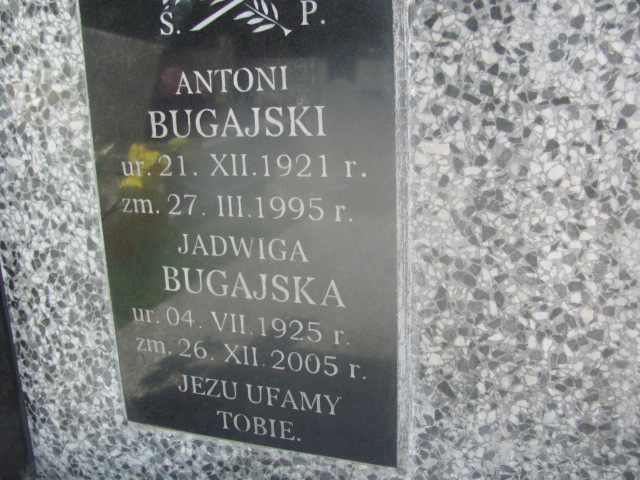 Ś. P.
ANTONI
BUGAJSKI
ur. 21. XII.1921 r.
zm. 27. III.1995 r.
JADWIGA
BUGAJSKA
ur. 04. VII.1925 r.
zm. 26. XII.2005 r.
JEZU UFAMY
TOBIE.